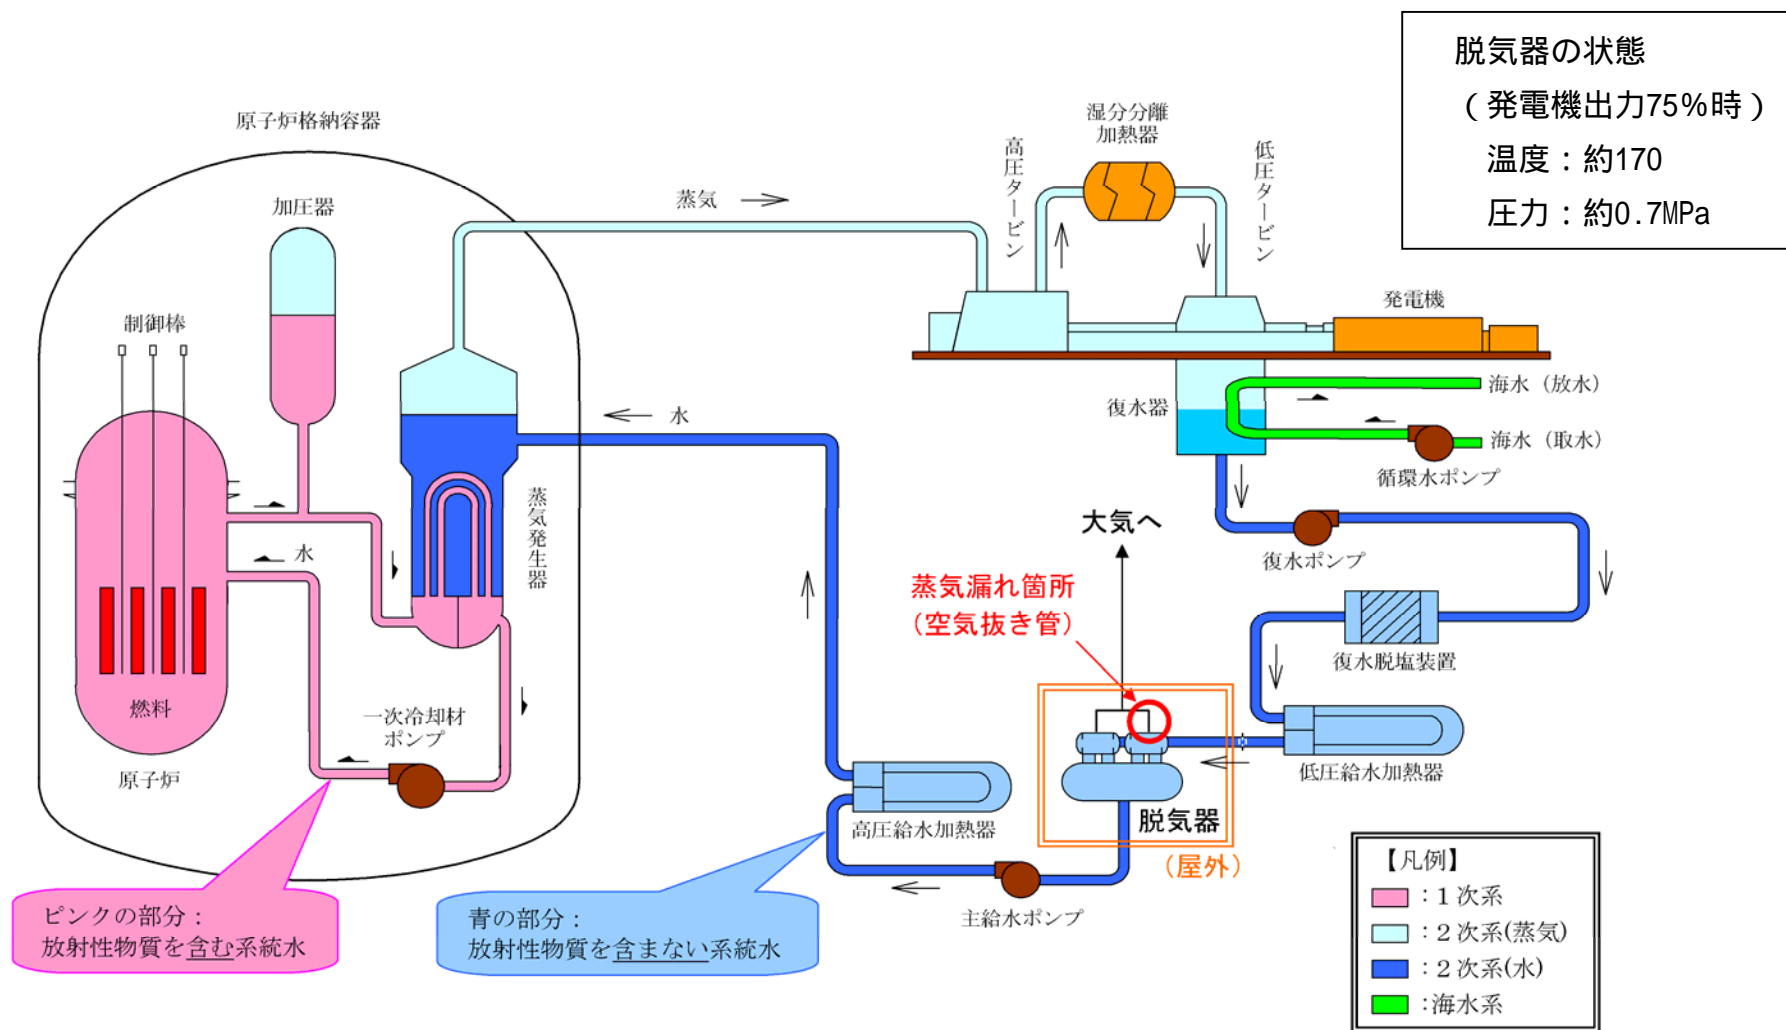 脱気器の状態
（発電機出力75%時）
温度：約170
圧力：約0.7MPa
原子炉格納容器
加圧器
制御棒
蒸気
高圧タービン
湿分分離
加熱器
低圧タービン
発電機
復水器
海水（放水）
海水（取水）
循環水ポンプ
水
蒸気発生器
水
大気へ
復水ポンプ
蒸気漏れ箇所
（空気抜き管）
復水脱塩装置
燃料
一次冷却材
ポンプ
原子炉
低圧給水加熱器
高圧給水加熱器
脱気器
（屋外）
主給水ポンプ
ピンクの部分：
放射性物質を含む系統水
青の部分：
放射性物質を含まない系統水
【凡例】
：１次系
：２次系(蒸気)
：２次系(水)
：海水系